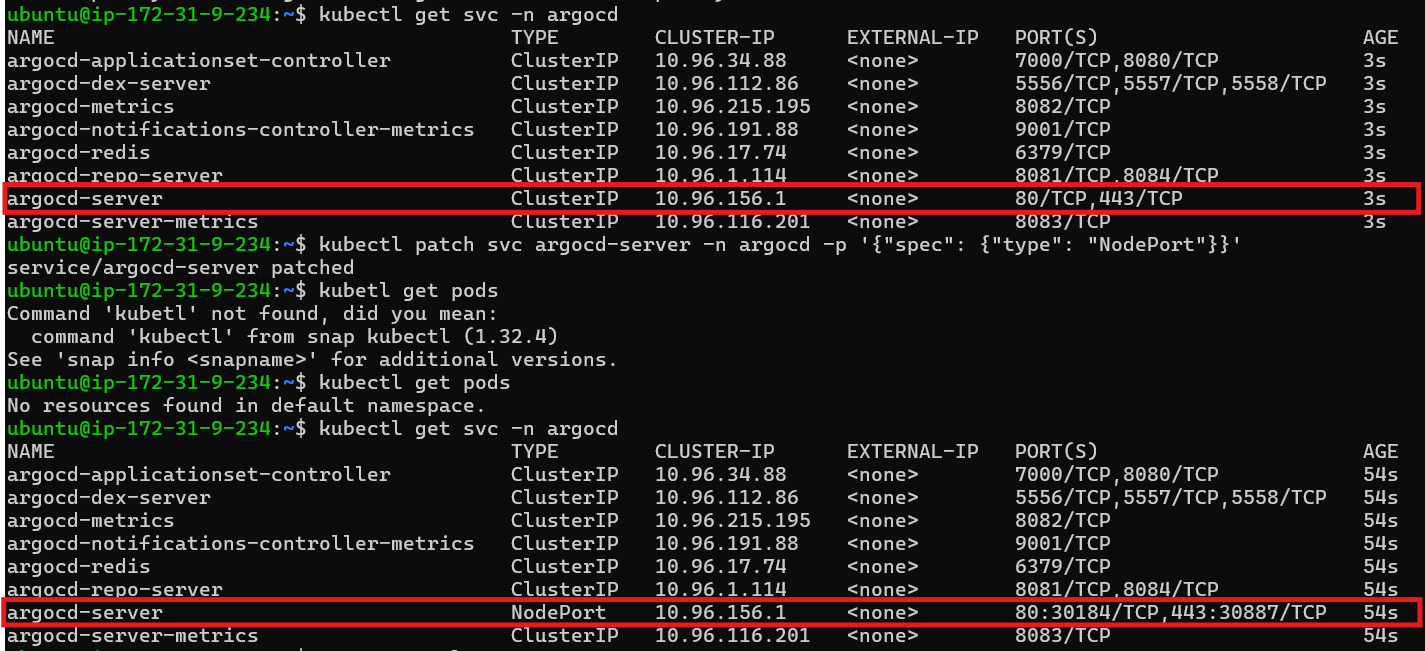 ubuntu@ip-172-31-9-234:~$ kubectl get svc -n argocd
NAME TYPE CLUSTER-IP EXTERNAL-IP PORT(S) AGE
argocd-applicationset-controller ClusterIP 10.96.34.88 <none> 7000/TCP,8080/TCP 3s
argocd-dex-server ClusterIP 10.96.112.86 <none> 5556/TCP,5557/TCP,5558/TCP 3s
argocd-metrics ClusterIP 10.96.215.195 <none> 8082/TCP 3s
argocd-notifications-controller-metrics ClusterIP 10.96.191.88 <none> 9001/TCP 3s
argocd-redis ClusterIP 10.96.17.74 <none> 6379/TCP 3s
argocd-repo-server ClusterIP 10.96.1.114 <none> 8081/TCP,8084/TCP 3s
argocd-server ClusterIP 10.96.156.1 <none> 80/TCP,443/TCP 3s
argocd-server-metrics ClusterIP 10.96.116.201 <none> 8083/TCP 3s
ubuntu@ip-172-31-9-234:~$ kubectl patch svc argocd-server -n argocd -p '{"spec": {"type": "NodePort"}}'
service/argocd-server patched
ubuntu@ip-172-31-9-234:~$ kubetl get pods
Command 'kubetl' not found, did you mean:
  command 'kubectl' from snap kubectl (1.32.4)
See 'snap info <snapname>' for additional versions.
ubuntu@ip-172-31-9-234:~$ kubectl get pods
No resources found in default namespace.
ubuntu@ip-172-31-9-234:~$ kubectl get svc -n argocd
NAME TYPE CLUSTER-IP EXTERNAL-IP PORT(S) AGE
argocd-applicationset-controller ClusterIP 10.96.34.88 <none> 7000/TCP,8080/TCP 54s
argocd-dex-server ClusterIP 10.96.112.86 <none> 5556/TCP,5557/TCP,5558/TCP 54s
argocd-metrics ClusterIP 10.96.215.195 <none> 8082/TCP 54s
argocd-notifications-controller-metrics ClusterIP 10.96.191.88 <none> 9001/TCP 54s
argocd-redis ClusterIP 10.96.17.74 <none> 6379/TCP 54s
argocd-repo-server ClusterIP 10.96.1.114 <none> 8081/TCP,8084/TCP 54s
argocd-server NodePort 10.96.156.1 <none> 80:30184/TCP,443:30887/TCP 54s
argocd-server-metrics ClusterIP 10.96.116.201 <none> 8083/TCP 54s